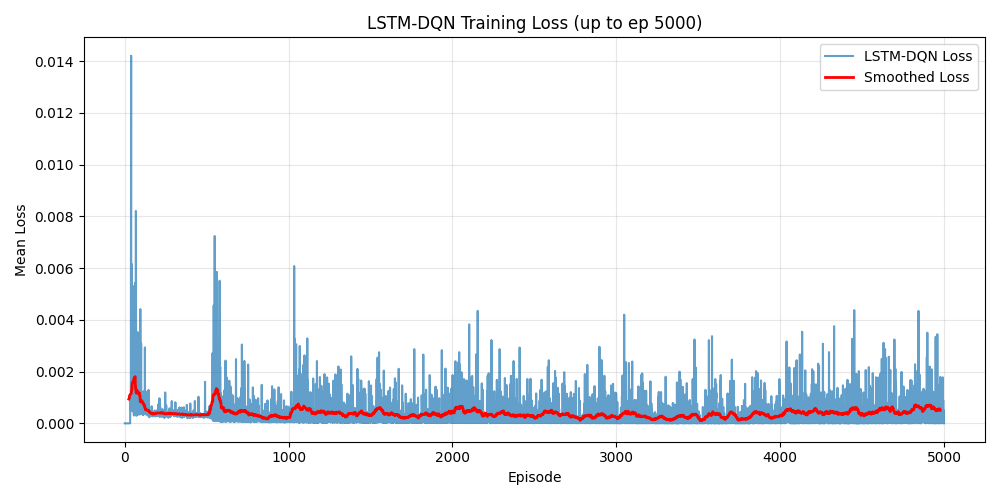 LSTM-DQN Training Loss (up to ep 5000)
LSTM-DQN Loss
Smoothed Loss
Mean Loss
0.014
0.012
0.010
0.008
0.006
0.004
0.002
0.000
0
1000
2000
3000
4000
5000
Episode